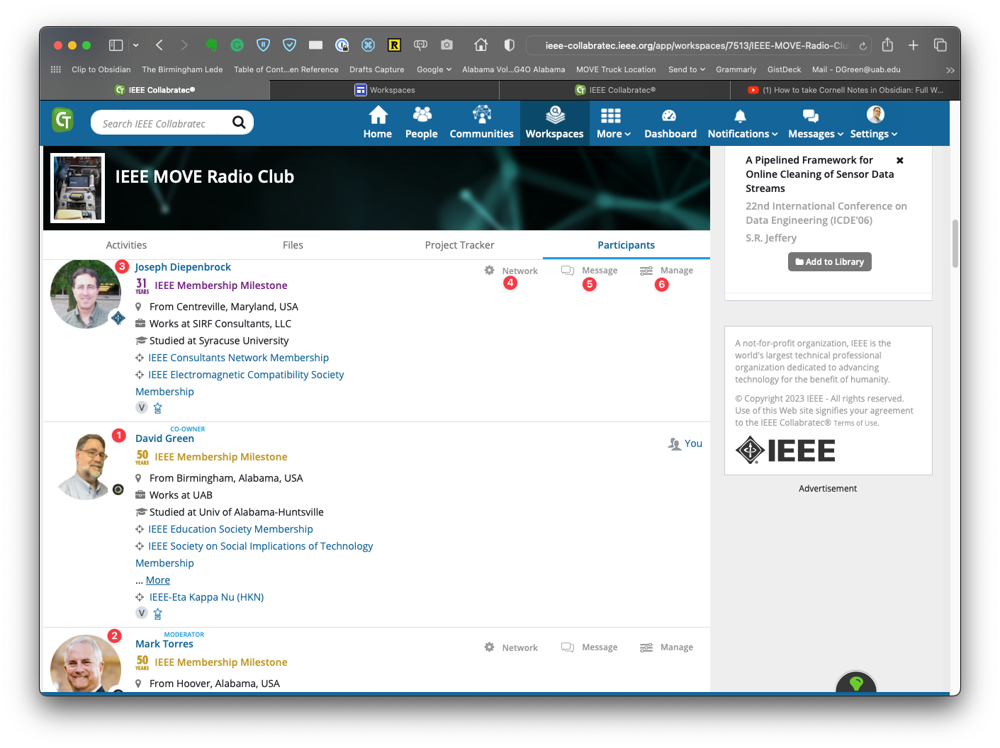 ieee-collabratec.ieee.org/app/workspaces/7513/IEEE-MOVE-Radio-Clu
Clip to Obsidian The Birmingham Lede Table of Cont...en Reference Drafts Capture Google Alabama Vol...G4O Alabama MOVE Truck Location Send to Grammarly GistDeck Mail - DGreen@uab.edu
IEEE Collabratec® Workspaces IEEE Collabratec® (1) How to take Cornell Notes in Obsidian: Full W...
Search IEEE Collabratec
Home People Communities Workspaces More Dashboard Notifications Messages Settings
IEEE MOVE Radio Club
Activities Files Project Tracker Participants
3 Joseph Diepenbrock
Network Message Manage
4 5 6
31 YEARS IEEE Membership Milestone
From Centreville, Maryland, USA
Works at SIRF Consultants, LLC
Studied at Syracuse University
IEEE Consultants Network Membership
IEEE Electromagnetic Compatibility Society
Membership
V
CO-OWNER
1 David Green
You
50 YEARS IEEE Membership Milestone
From Birmingham, Alabama, USA
Works at UAB
Studied at Univ of Alabama-Huntsville
IEEE Education Society Membership
IEEE Society on Social Implications of Technology
Membership
... More
IEEE-Eta Kappa Nu (HKN)
V
MODERATOR
2 Mark Torres
Network Message Manage
50 YEARS IEEE Membership Milestone
From Hoover, Alabama, USA
A Pipelined Framework for
Online Cleaning of Sensor Data
Streams
22nd International Conference on
Data Engineering (ICDE'06)
S.R. Jeffery
Add to Library
A not-for-profit organization, IEEE is the
world's largest technical professional
organization dedicated to advancing
technology for the benefit of humanity.
© Copyright 2023 IEEE - All rights reserved.
Use of this Web site signifies your agreement
to the IEEE Collabratec® Terms of Use.
IEEE
Advertisement